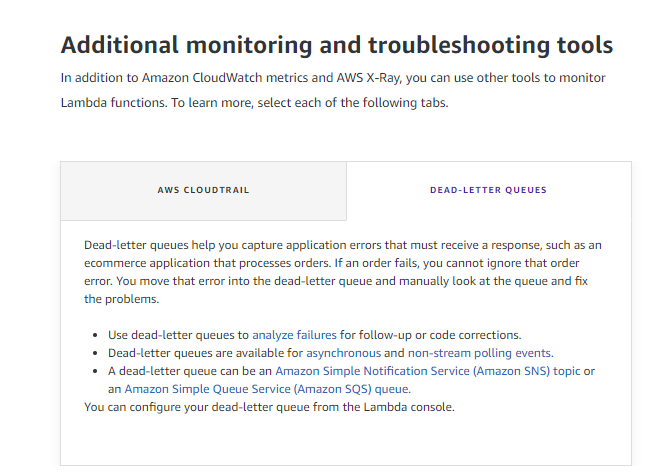 Additional monitoring and troubleshooting tools
In addition to Amazon CloudWatch metrics and AWS X-Ray, you can use other tools to monitor
Lambda functions. To learn more, select each of the following tabs.
AWS CLOUDTRAIL
DEAD-LETTER QUEUES
Dead-letter queues help you capture application errors that must receive a response, such as an
ecommerce application that processes orders. If an order fails, you cannot ignore that order
error. You move that error into the dead-letter queue and manually look at the queue and fix
the problems.
• Use dead-letter queues to analyze failures for follow-up or code corrections.
• Dead-letter queues are available for asynchronous and non-stream polling events.
• A dead-letter queue can be an Amazon Simple Notification Service (Amazon SNS) topic or
an Amazon Simple Queue Service (Amazon SQS) queue.
You can configure your dead-letter queue from the Lambda console.